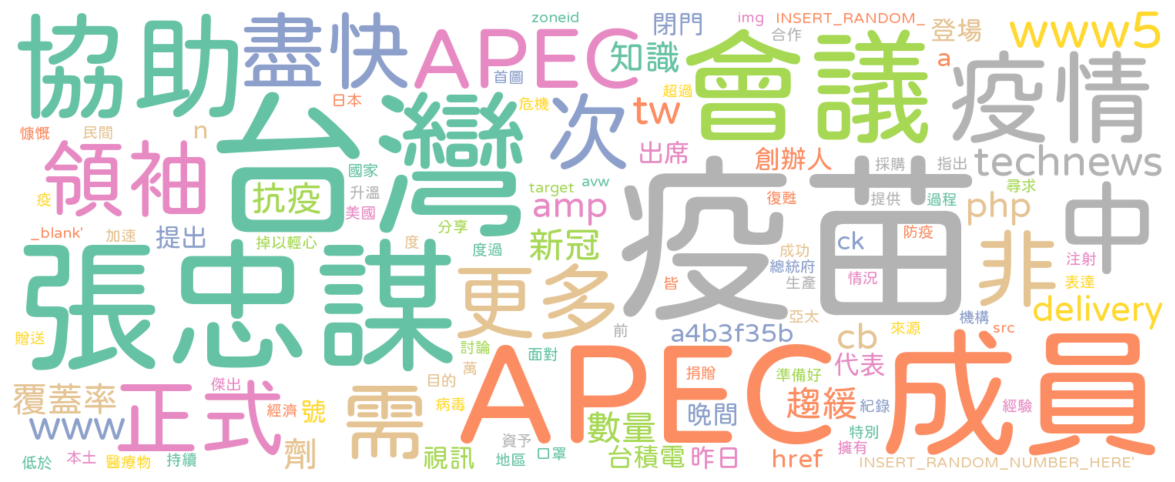 協助
盡快
APEC
zoneid
閉門
img
INSERT_RANDOM_
登場
www5
首圖
知識
合作
會議
a
疫情
日本
危機
超過
tw
次
慷慨
民間
n
台灣
出席
創辦人
technews
領袖
國家
採購
指出
抗疫
升溫
target
avw
疫苗
復甦
提供
過程
尋求
疫
美國
amp
php
中
_blank'
加速
提出
掉以輕心
度
分享
度過
新冠
ck
防疫
非
張忠謀
成功
總統府
生產
情況
注射
表達
更多
皆
delivery
贈送
前
a4b3f35b
亞太
cb
來源
機構
src
討論
面對
APEC成員
代表
萬
傑出
目的
捐贈
準備好
覆蓋率
正式
需
經濟
號
病毒
晚間
趨緩
紀錄
經驗
www
數量
特別
劑
資予
低於
本土
醫療物
持續
視訊
地區
口罩
台積電
昨日
href
擁有
INSERT_RANDOM_NUMBER_HERE'